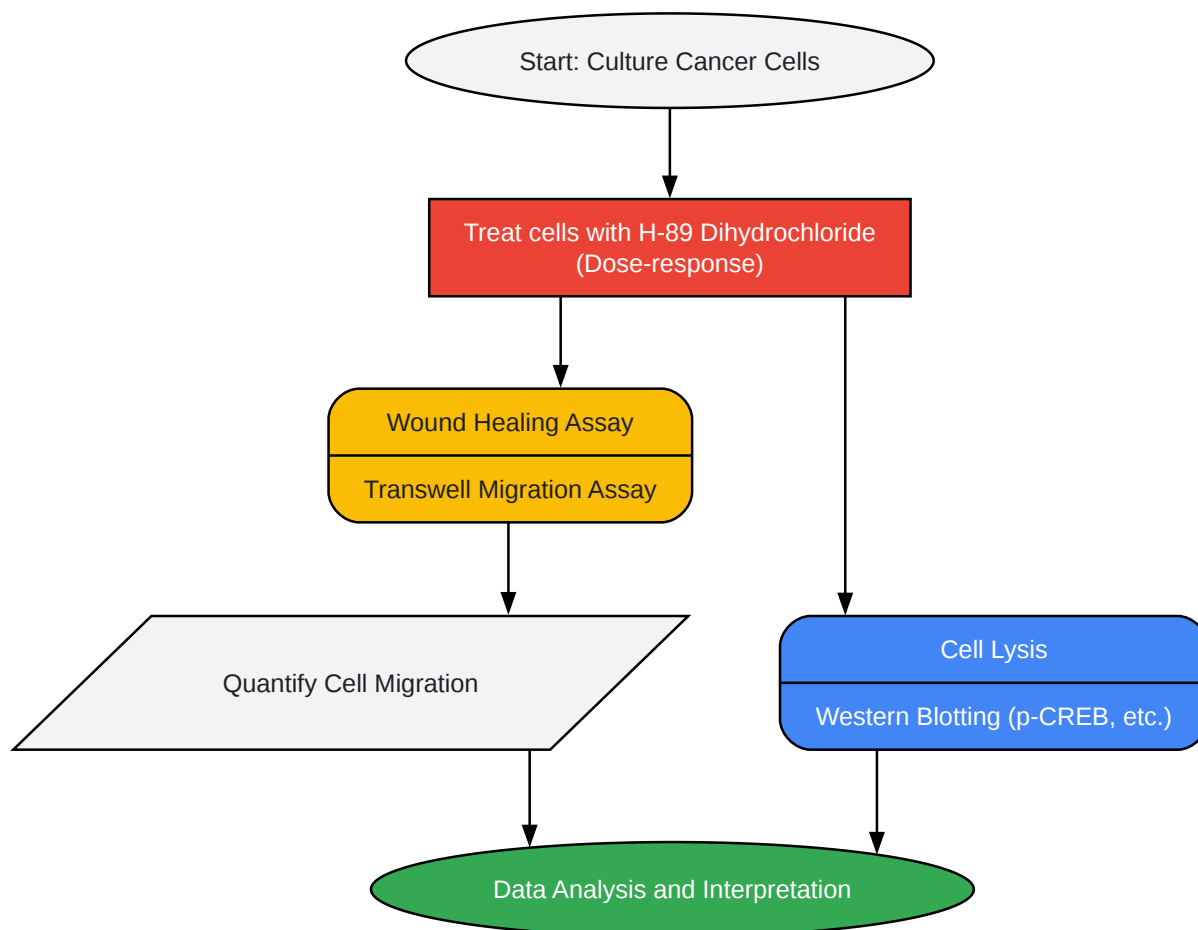 Start: Culture Cancer Cells
Treat cells with H-89 Dihydrochloride
(Dose-response)
Wound Healing Assay
Transwell Migration Assay
Quantify Cell Migration
Cell Lysis
Western Blotting (p-CREB, etc.)
Data Analysis and Interpretation